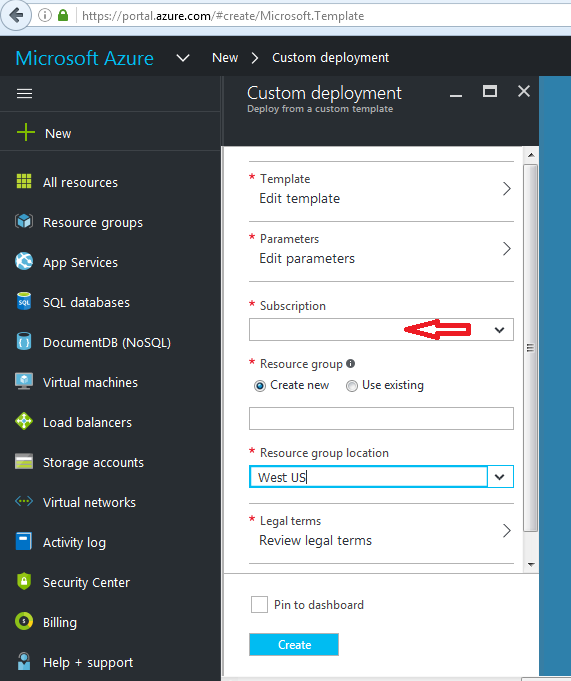 https://portal.azure.com/#create/Microsoft.Template
Microsoft Azure New Custom deployment
New
All resources
Resource groups
App Services
SQL databases
DocumentDB (NoSQL)
Virtual machines
Load balancers
Storage accounts
Virtual networks
Activity log
Security Center
Billing
Help + support
Custom deployment
Deploy from a custom template
* Template
Edit template
* Parameters
Edit parameters
* Subscription
* Resource group
Create new Use existing
* Resource group location
West US
* Legal terms
Review legal terms
Pin to dashboard
Create